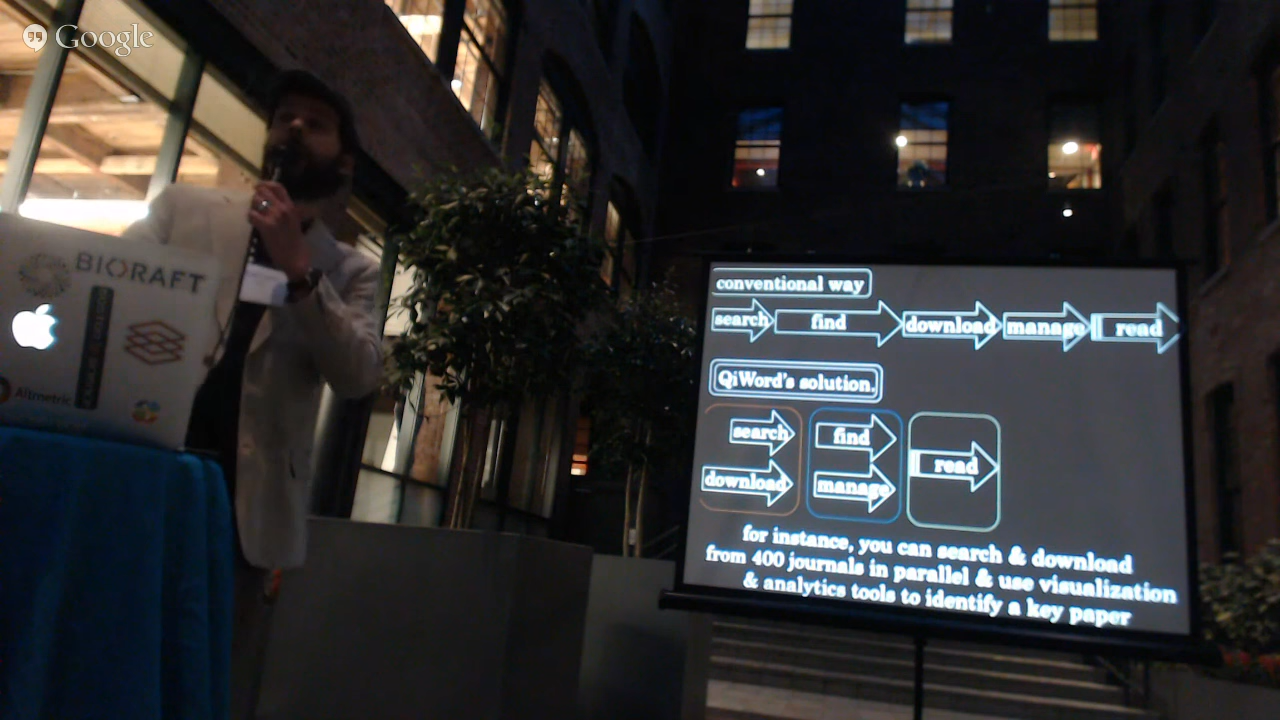 Google
BIORAFT
Altmetric
conventional way
search find download manage read
QiWord's solution.
search find
read
download manage
for instance, you can search & download
from 400 journals in parallel & use visualization
& analytics tools to identify a key paper